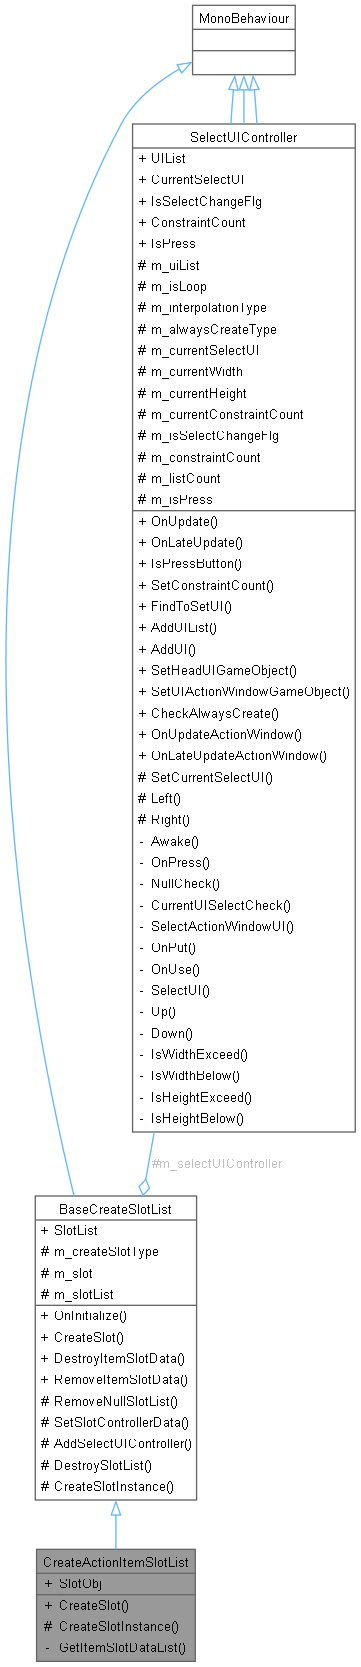 MonoBehaviour
SelectUIController
+ UIList
+ CurrentSelectUI
+ IsSelectChangeFlg
+ ConstraintCount
+ IsPress
# m_uiList
# m_isLoop
# m_interpolationType
# m_alwaysCreateType
# m_currentSelectUI
# m_currentWidth
# m_currentHeight
# m_currentConstraintCount
# m_isSelectChangeFlg
# m_constraintCount
# m_listCount
# m_isPress
+ OnUpdate()
+ OnLateUpdate()
+ IsPressButton()
+ SetConstraintCount()
+ FindToSetUI()
+ AddUIList()
+ AddUI()
+ SetHeadUIGameObject()
+ SetUIActionWindowGameObject()
+ CheckAlwaysCreate()
+ OnUpdateActionWindow()
+ OnLateUpdateActionWindow()
# SetCurrentSelectUI()
# Left()
# Right()
- Awake()
- OnPress()
- NullCheck()
- CurrentUISelectCheck()
- SelectActionWindowUI()
- OnPut()
- OnUse()
- SelectUI()
- Up()
- Down()
- IsWidthExceed()
- IsWidthBelow()
- IsHeightExceed()
- IsHeightBelow()
#m_selectUIController
BaseCreateSlotList
+ SlotList
# m_createSlotType
# m_slot
# m_slotList
+ OnInitialize()
+ CreateSlot()
+ DestroyItemSlotData()
+ RemoveItemSlotData()
# RemoveNullSlotList()
# SetSlotControllerData()
# AddSelectUIController()
# DestroySlotList()
# CreateSlotInstance()
CreateActionItemSlotList
+ SlotObj
+ CreateSlot()
# CreateSlotInstance()
- GetItemSlotDataList()